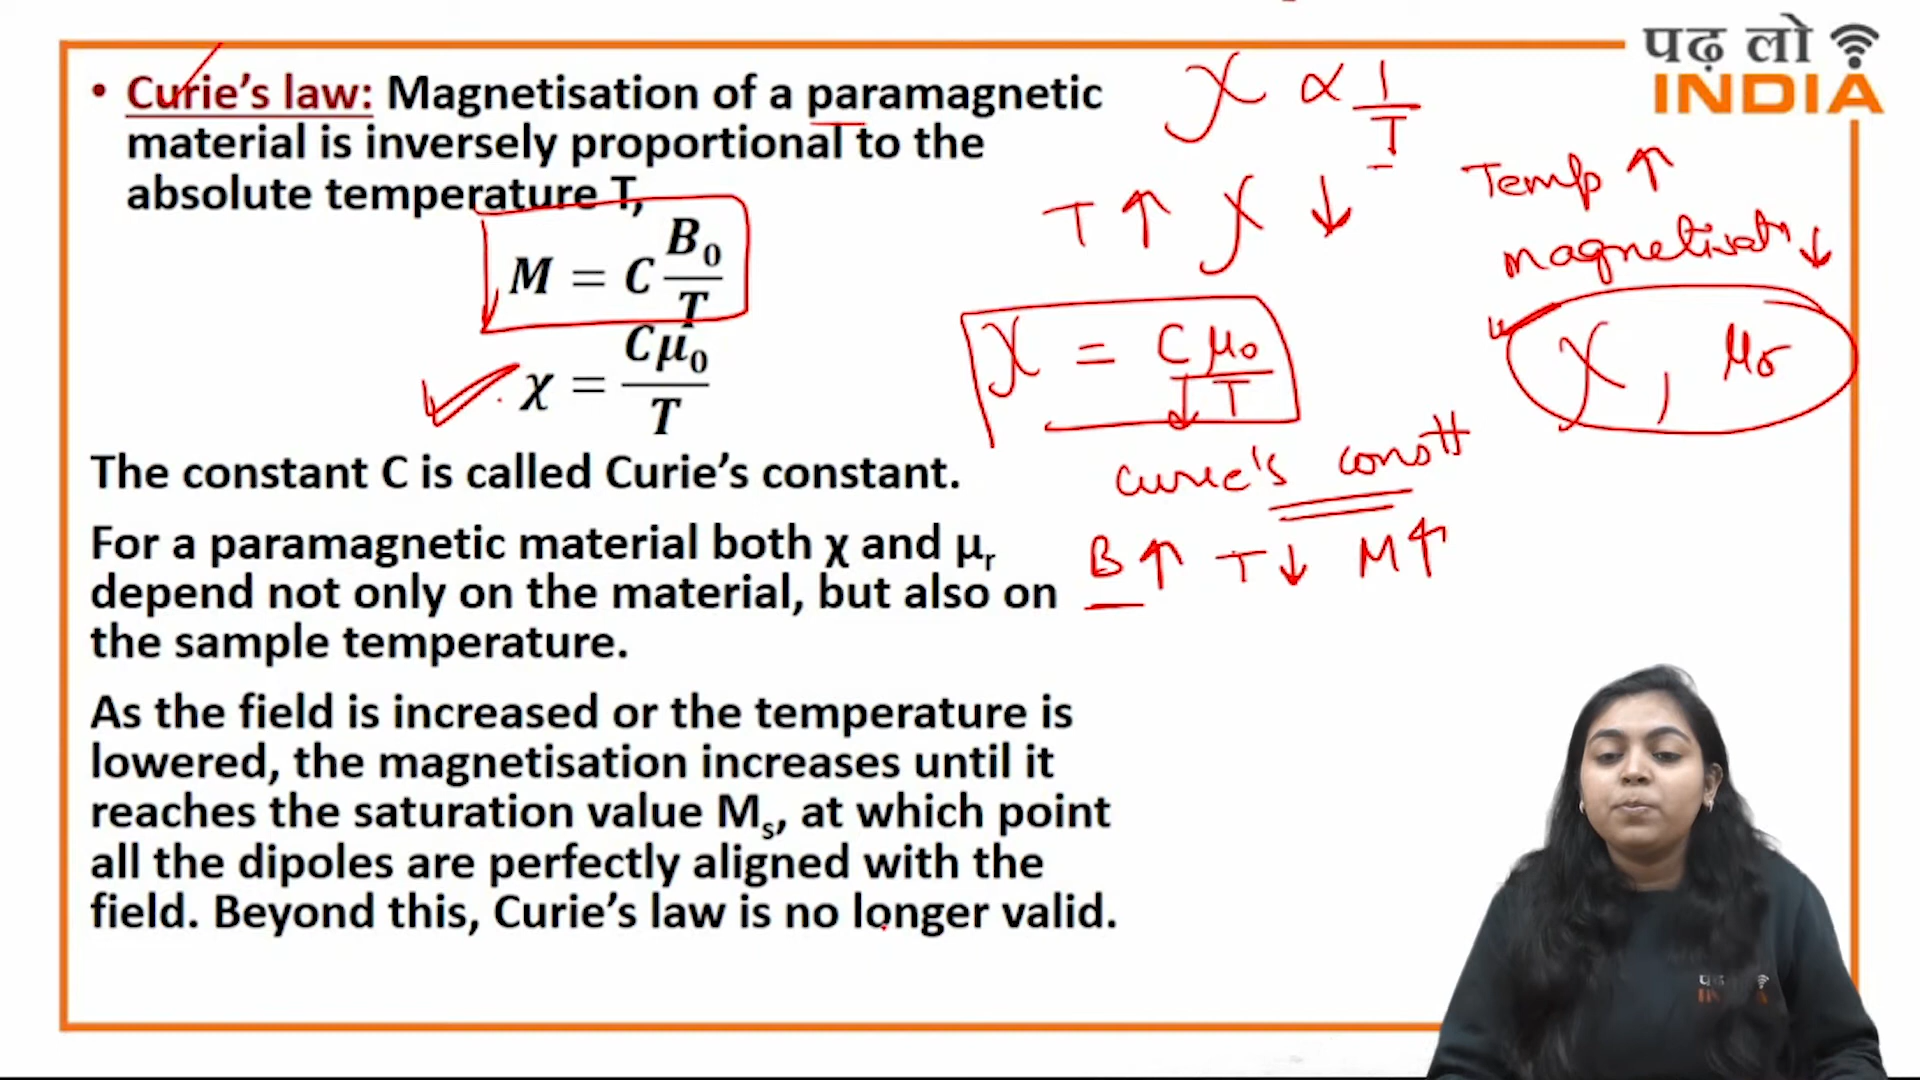 पढ़ लो
INDIA
• Curie's law: Magnetisation of a paramagnetic
material is inversely proportional to the
absolute temperature T,
M = C B₀/T
χ = Cμ₀/T
The constant C is called Curie's constant.
For a paramagnetic material both χ and μᵣ
depend not only on the material, but also on
the sample temperature.
As the field is increased or the temperature is
lowered, the magnetisation increases until it
reaches the saturation value Mₛ, at which point
all the dipoles are perfectly aligned with the
field. Beyond this, Curie's law is no longer valid.
χ ∝ 1/T
T ↑ χ ↓
χ = Cμ₀/T
Curie's constt
B ↑ T ↓ M ↑
Temp ↑
magnetisatn ↓
χ, μr
पढ़ लो
INDIA